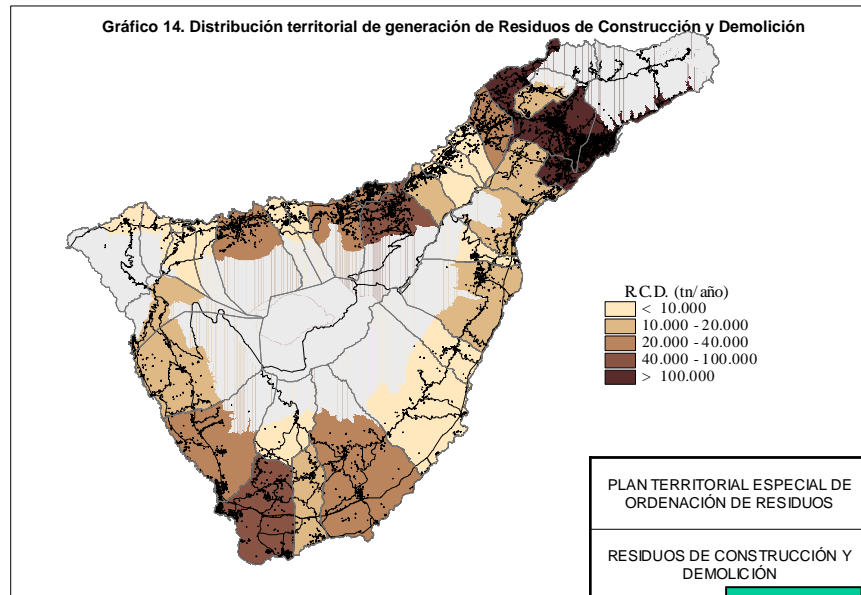 Gráfico 14. Distribución territorial de generación de Residuos de Construcción y Demolición
R.C.D. (tn/año)
< 10.000
10.000 - 20.000
20.000 - 40.000
40.000 - 100.000
> 100.000
PLAN TERRITORIAL ESPECIAL DE
ORDENACIÓN DE RESIDUOS
RESIDUOS DE CONSTRUCCIÓN Y
DEMOLICIÓN